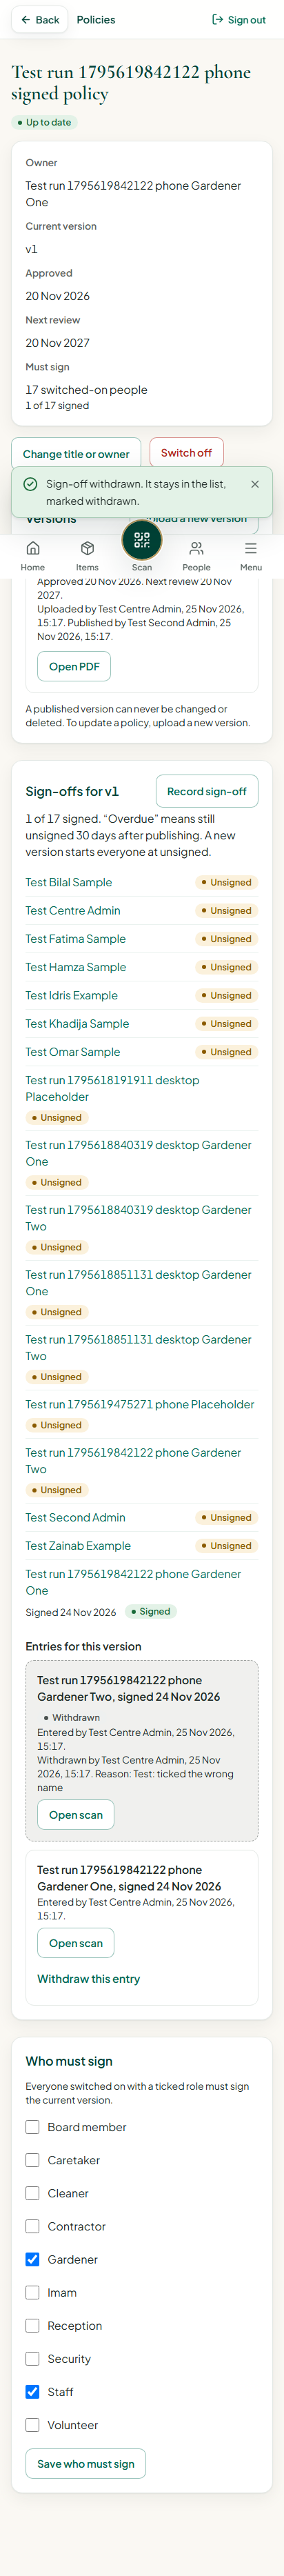 Back
Policies
Sign out
Test run 1795619842122 phone
signed policy
Up to date
Owner
Test run 1795619842122 phone Gardener
One
Current version
v1
Approved
20 Nov 2026
Next review
20 Nov 2027
Must sign
17 switched-on people
1 of 17 signed
Change title or owner
Switch off
Sign-off withdrawn. It stays in the list,
marked withdrawn.
Versions
Upload a new version
Home
Items
Scan
People
Menu
Approved 20 Nov 2026. Next review 20 Nov
2027.
Uploaded by Test Centre Admin, 25 Nov 2026,
15:17. Published by Test Second Admin, 25
Nov 2026, 15:17.
Open PDF
A published version can never be changed or
deleted. To update a policy, upload a new version.
Sign-offs for v1
Record sign-off
1 of 17 signed. “Overdue” means still
unsigned 30 days after publishing. A new
version starts everyone at unsigned.
Test Bilal Sample
Unsigned
Test Centre Admin
Unsigned
Test Fatima Sample
Unsigned
Test Hamza Sample
Unsigned
Test Idris Example
Unsigned
Test Khadija Sample
Unsigned
Test Omar Sample
Unsigned
Test run 1795618191911 desktop
Placeholder
Unsigned
Test run 1795618840319 desktop Gardener
One
Unsigned
Test run 1795618840319 desktop Gardener
Two
Unsigned
Test run 1795618851131 desktop Gardener
One
Unsigned
Test run 1795618851131 desktop Gardener
Two
Unsigned
Test run 1795619475271 phone Placeholder
Unsigned
Test run 1795619842122 phone Gardener
Two
Unsigned
Test Second Admin
Unsigned
Test Zainab Example
Unsigned
Test run 1795619842122 phone Gardener
One
Signed 24 Nov 2026
Signed
Entries for this version
Test run 1795619842122 phone
Gardener Two, signed 24 Nov 2026
Withdrawn
Entered by Test Centre Admin, 25 Nov 2026,
15:17.
Withdrawn by Test Centre Admin, 25 Nov
2026, 15:17. Reason: Test: ticked the wrong
name
Open scan
Test run 1795619842122 phone
Gardener One, signed 24 Nov 2026
Entered by Test Centre Admin, 25 Nov 2026,
15:17.
Open scan
Withdraw this entry
Who must sign
Everyone switched on with a ticked role must sign
the current version.
Board member
Caretaker
Cleaner
Contractor
Gardener
Imam
Reception
Security
Staff
Volunteer
Save who must sign